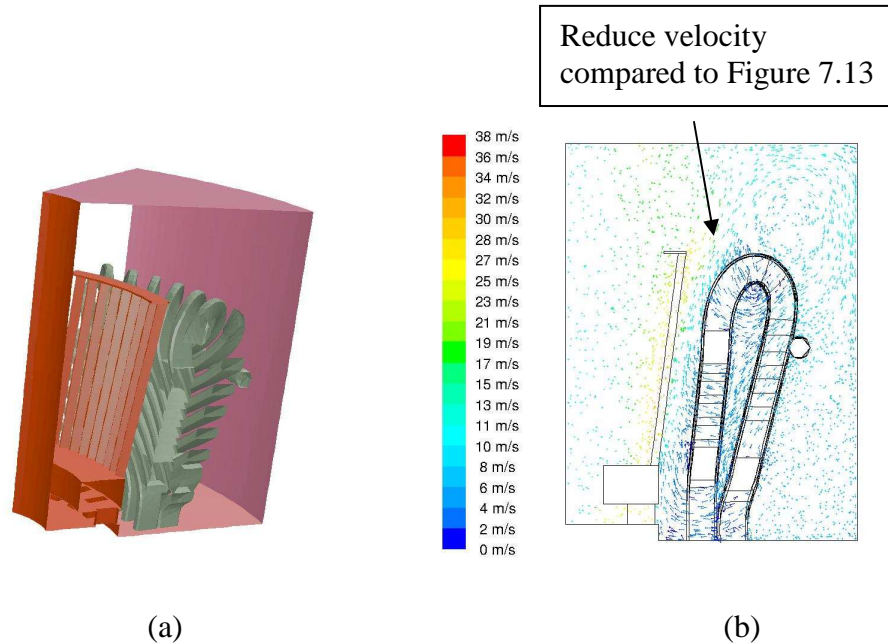 Reduce velocity
compared to Figure 7.13
38 m/s
36 m/s
34 m/s
32 m/s
30 m/s
28 m/s
27 m/s
25 m/s
23 m/s
21 m/s
19 m/s
17 m/s
15 m/s
13 m/s
11 m/s
10 m/s
8 m/s
6 m/s
4 m/s
2 m/s
0 m/s
(a)
(b)